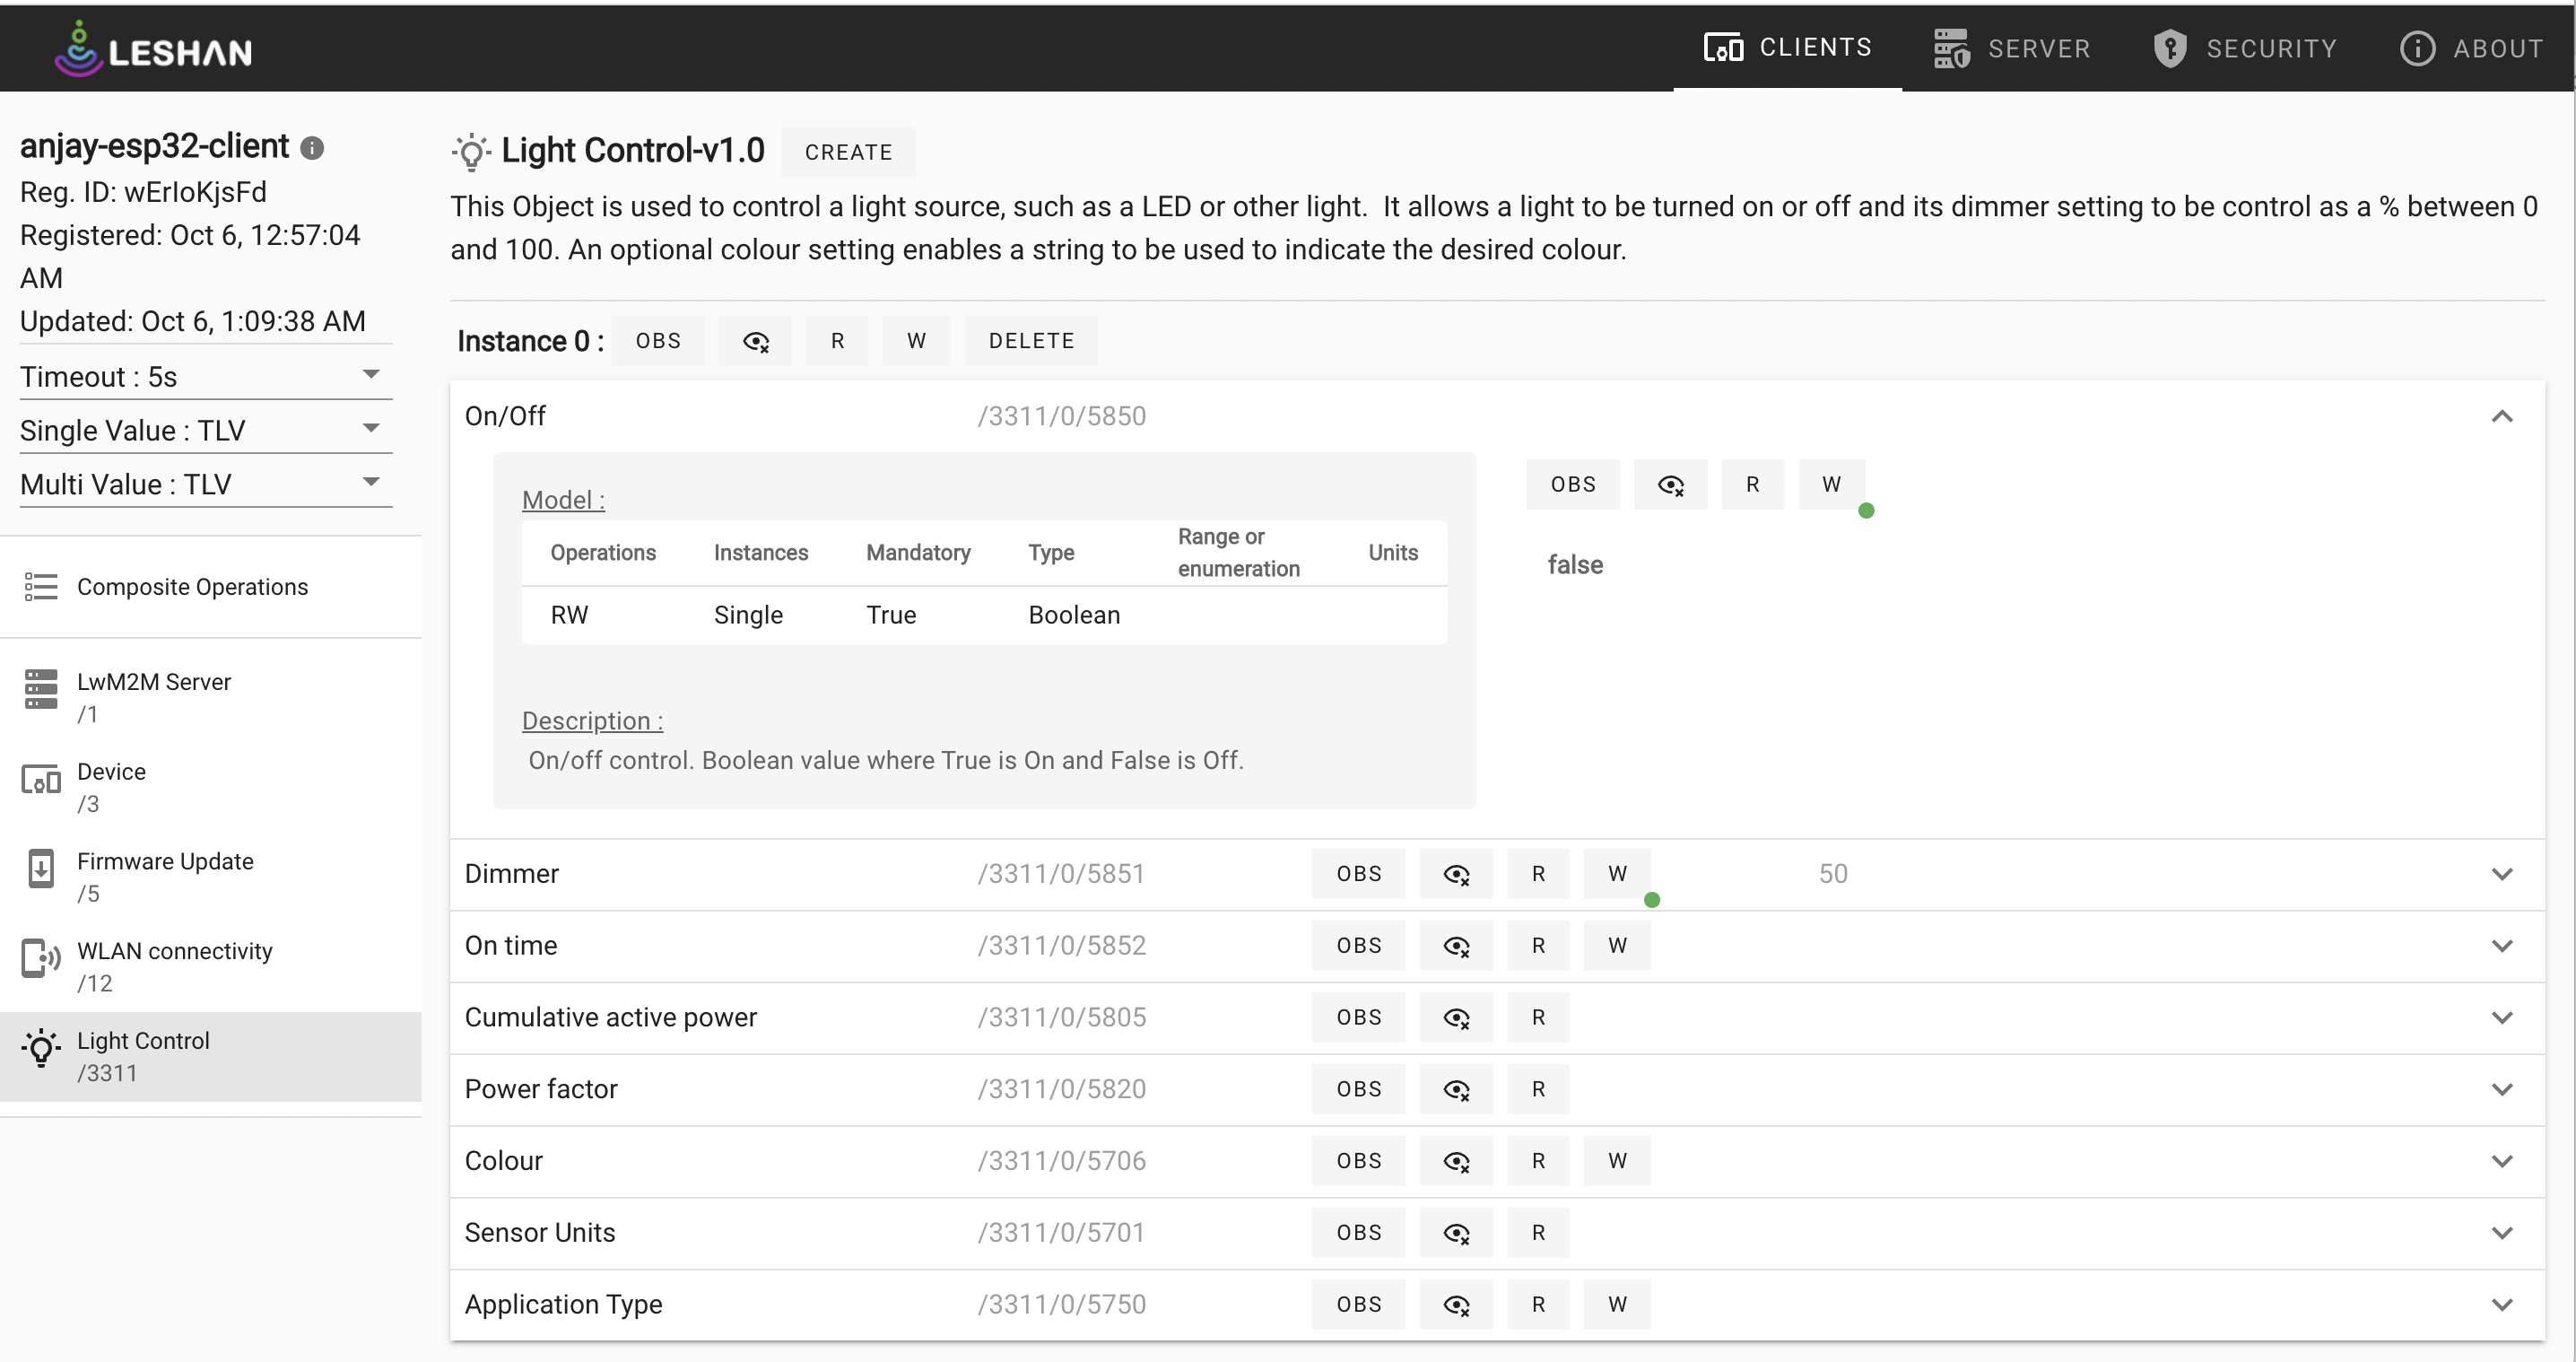 LESHAN
CLIENTS
SERVER
SECURITY
ABOUT
anjay-esp32-client
Reg. ID: wErIoKjsFd
Registered: Oct 6, 12:57:04
AM
Updated: Oct 6, 1:09:38 AM
Timeout : 5s
Single Value : TLV
Multi Value : TLV
Composite Operations
LwM2M Server
/1
Device
/3
Firmware Update
/5
WLAN connectivity
/12
Light Control
/3311
Light Control-v1.0 CREATE
This Object is used to control a light source, such as a LED or other light.  It allows a light to be turned on or off and its dimmer setting to be control as a % between 0
and 100. An optional colour setting enables a string to be used to indicate the desired colour.
Instance 0 : OBS R W DELETE
On/Off /3311/0/5850
OBS R W
false
Model :
Operations Instances Mandatory Type Range or enumeration Units
RW Single True Boolean
Description :
On/off control. Boolean value where True is On and False is Off.
Dimmer /3311/0/5851 OBS R W 50
On time /3311/0/5852 OBS R W
Cumulative active power /3311/0/5805 OBS R
Power factor /3311/0/5820 OBS R
Colour /3311/0/5706 OBS R W
Sensor Units /3311/0/5701 OBS R
Application Type /3311/0/5750 OBS R W